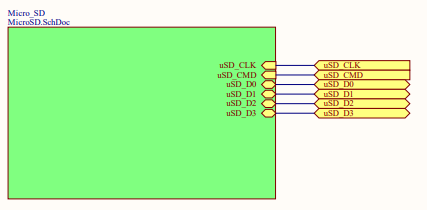 Micro_SD
MicroSD.SchDoc
uSD_CLK uSD_CLK
uSD_CMD uSD_CMD
uSD_D0 uSD_D0
uSD_D1 uSD_D1
uSD_D2 uSD_D2
uSD_D3 uSD_D3